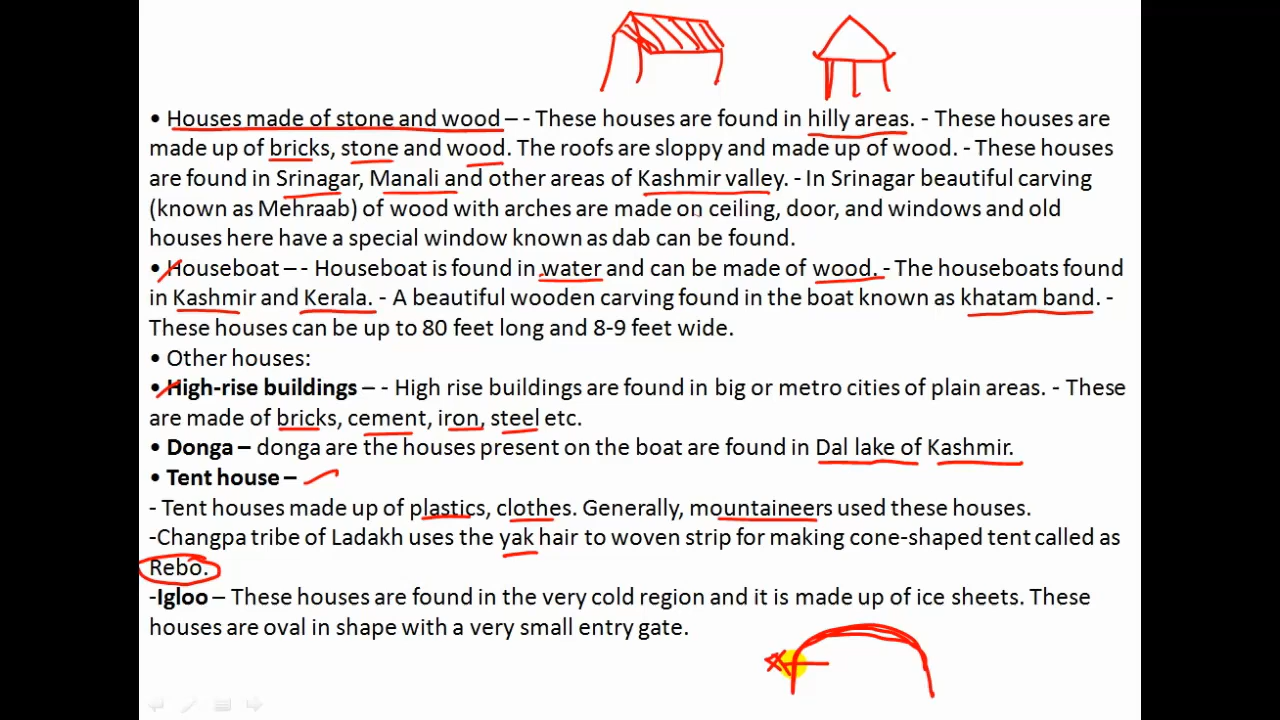 • Houses made of stone and wood – - These houses are found in hilly areas. - These houses are
made up of bricks, stone and wood. The roofs are sloppy and made up of wood. - These houses
are found in Srinagar, Manali and other areas of Kashmir valley. - In Srinagar beautiful carving
(known as Mehraab) of wood with arches are made on ceiling, door, and windows and old
houses here have a special window known as dab can be found.
• Houseboat – - Houseboat is found in water and can be made of wood. - The houseboats found
in Kashmir and Kerala. - A beautiful wooden carving found in the boat known as khatam band. -
These houses can be up to 80 feet long and 8-9 feet wide.
• Other houses:
• High-rise buildings – - High rise buildings are found in big or metro cities of plain areas. - These
are made of bricks, cement, iron, steel etc.
• Donga – donga are the houses present on the boat are found in Dal lake of Kashmir.
• Tent house –
- Tent houses made up of plastics, clothes. Generally, mountaineers used these houses.
-Changpa tribe of Ladakh uses the yak hair to woven strip for making cone-shaped tent called as
Rebo.
-Igloo – These houses are found in the very cold region and it is made up of ice sheets. These
houses are oval in shape with a very small entry gate.